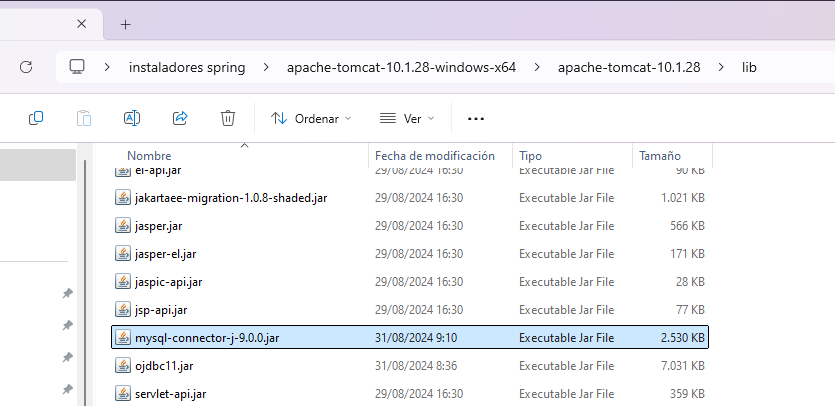 instaladores spring > apache-tomcat-10.1.28-windows-x64 > apache-tomcat-10.1.28 > lib
Ordenar Ver
Nombre Fecha de modificación Tipo Tamaño
el-api.jar 29/08/2024 16:30 Executable Jar File 90 KB
jakartaee-migration-1.0.8-shaded.jar 29/08/2024 16:30 Executable Jar File 1.021 KB
jasper.jar 29/08/2024 16:30 Executable Jar File 566 KB
jasper-el.jar 29/08/2024 16:30 Executable Jar File 171 KB
jaspic-api.jar 29/08/2024 16:30 Executable Jar File 28 KB
jsp-api.jar 29/08/2024 16:30 Executable Jar File 77 KB
mysql-connector-j-9.0.0.jar 31/08/2024 9:10 Executable Jar File 2.530 KB
ojdbc11.jar 31/08/2024 8:36 Executable Jar File 7.031 KB
servlet-api.jar 29/08/2024 16:30 Executable Jar File 359 KB